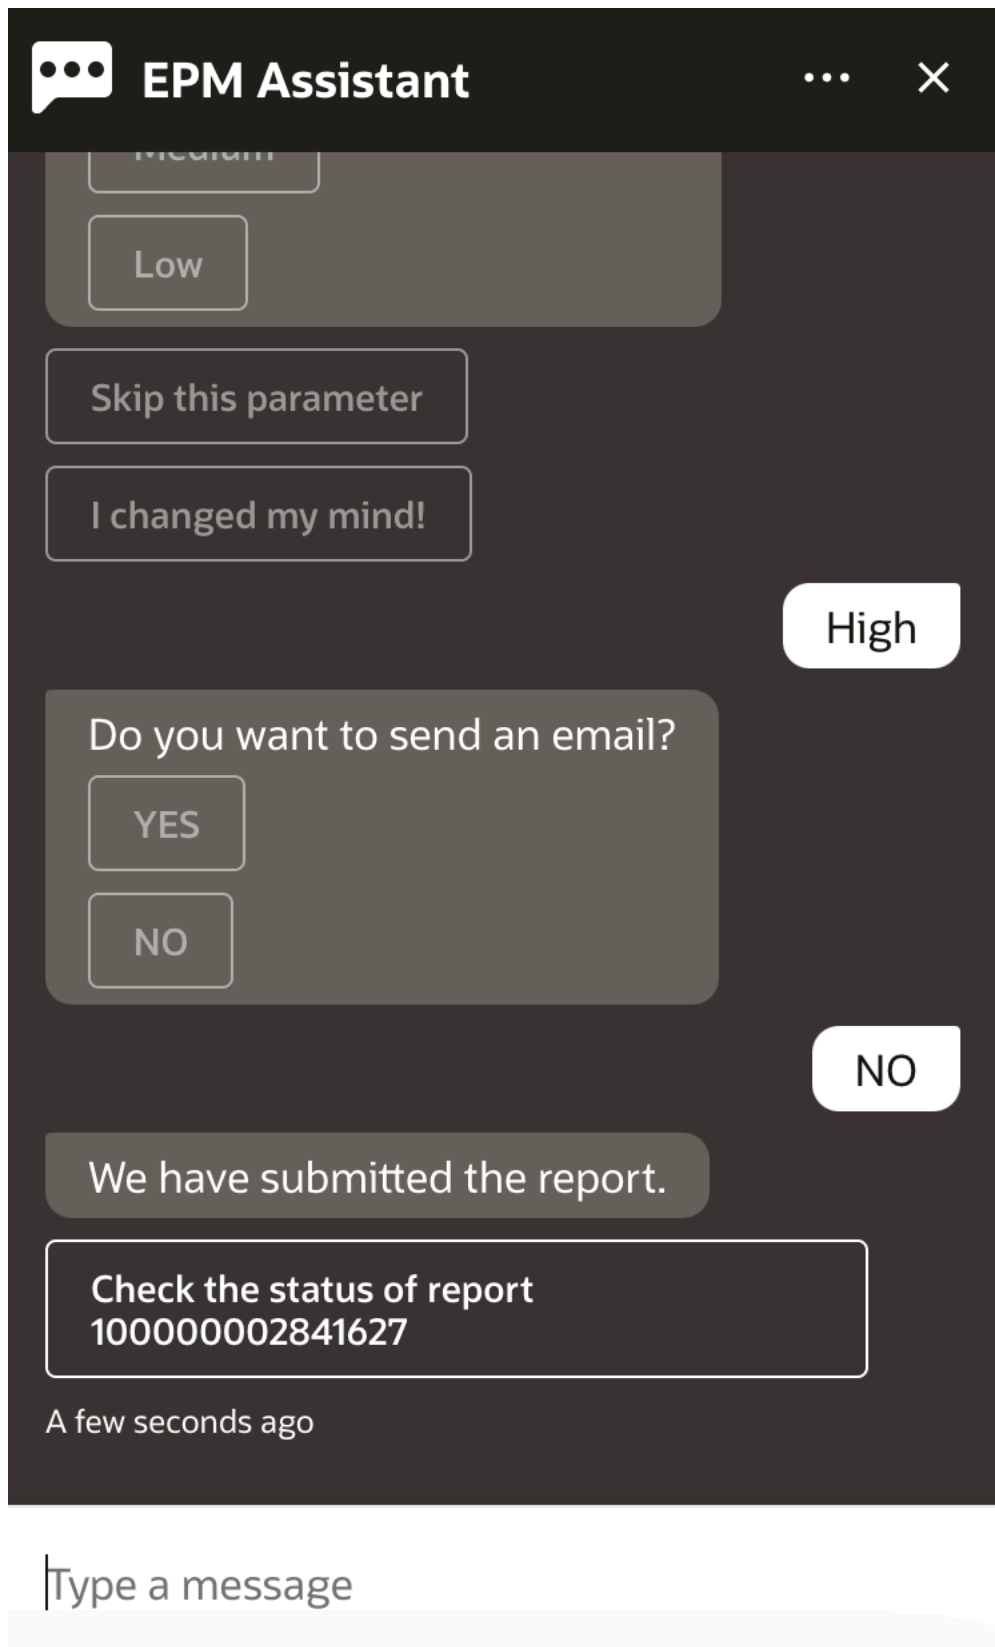 EPM Assistant
Medium
Low
Skip this parameter
I changed my mind!
High
Do you want to send an email?
YES
NO
NO
We have submitted the report.
Check the status of report
100000002841627
A few seconds ago
Type a message